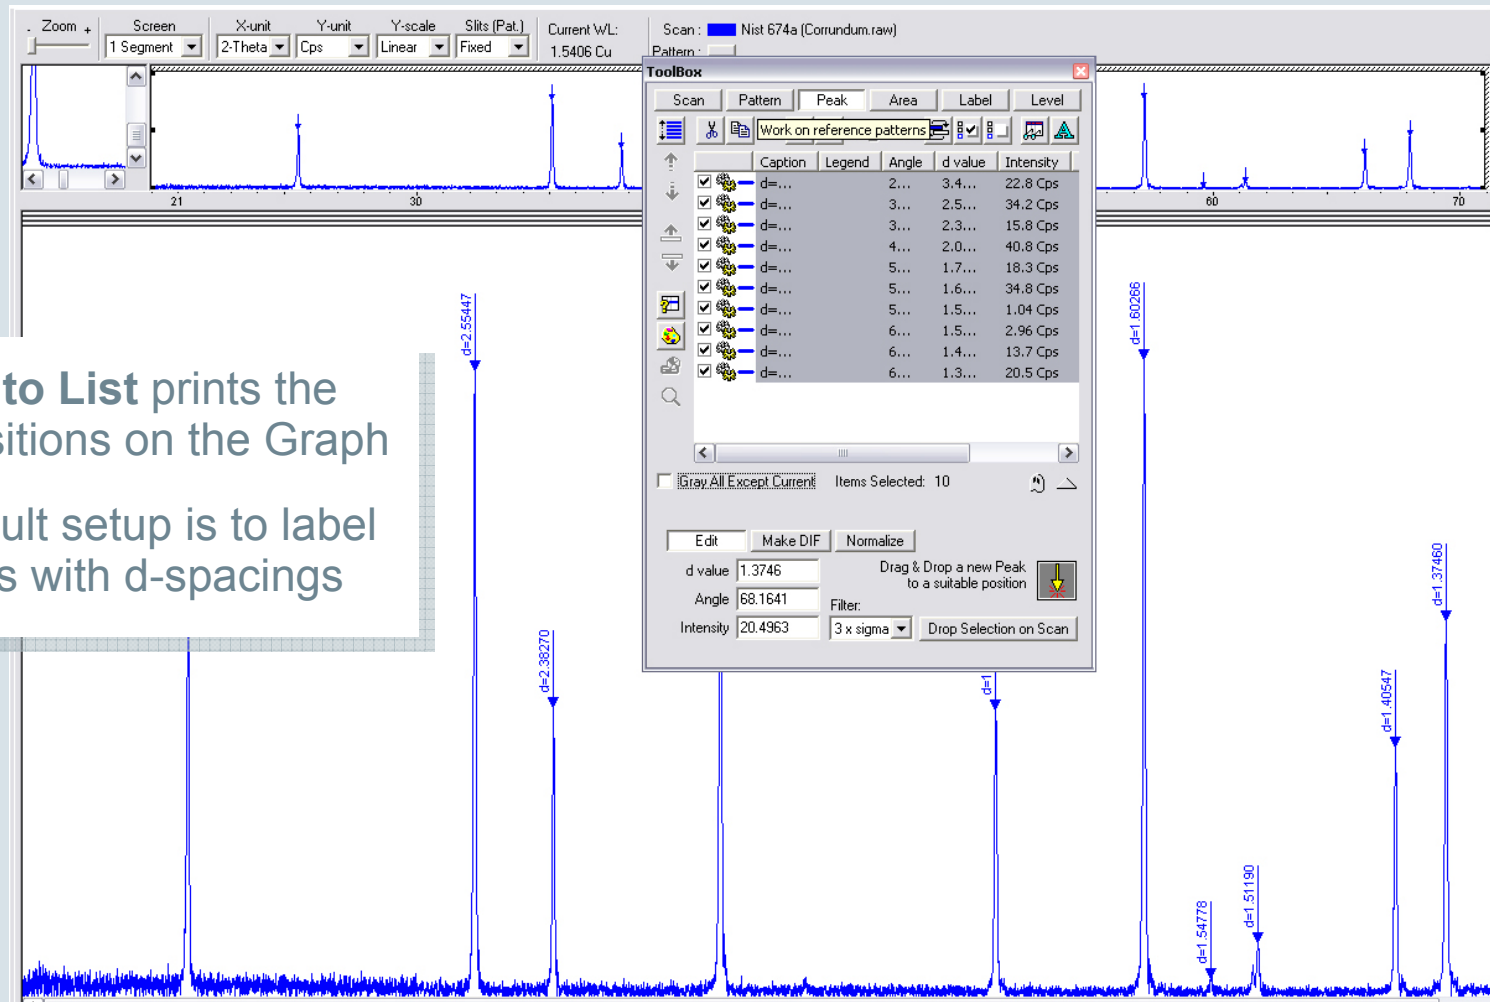 - Zoom +
Screen
X-unit
Y-unit
Y-scale
Slits (Pat.)
1 Segment
2-Theta
Cps
Linear
Fixed
Current WL:
1.5406 Cu
Scan :
Nist 674a (Corrundum.raw)
Pattern :
21
30
60
70
ToolBox
Scan
Pattern
Peak
Area
Label
Level
Work on reference patterns
Caption Legend Angle d value Intensity
d=... 2... 3.4... 22.8 Cps
d=... 3... 2.5... 34.2 Cps
d=... 3... 2.3... 15.8 Cps
d=... 4... 2.0... 40.8 Cps
d=... 5... 1.7... 18.3 Cps
d=... 5... 1.6... 34.8 Cps
d=... 5... 1.5... 1.04 Cps
d=... 6... 1.5... 2.96 Cps
d=... 6... 1.4... 13.7 Cps
d=... 6... 1.3... 20.5 Cps
Gray All Except Current
Items Selected: 10
Edit
Make DIF
Normalize
d value 1.3746
Angle 68.1641
Intensity 20.4963
Drag & Drop a new Peak
to a suitable position
Filter:
3 x sigma
Drop Selection on Scan
to List prints the
sitions on the Graph
ult setup is to label
s with d-spacings
d=2.55447
d=2.38270
d=1
d=1.60266
d=1.54778
d=1.51190
d=1.40547
d=1.37460